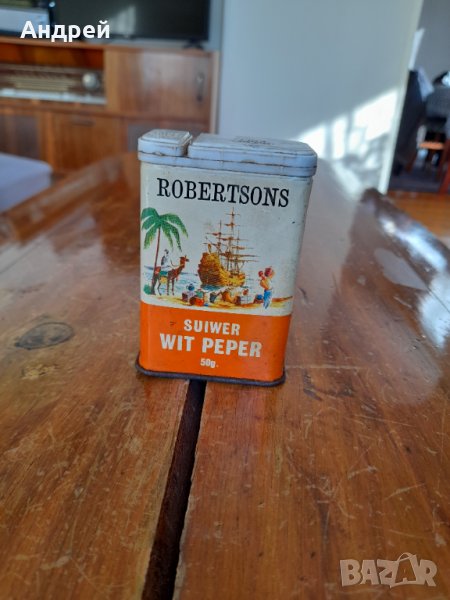 Андрей
ROBERTSONS
SUIWER
WIT PEPER
50g.
BAZAR